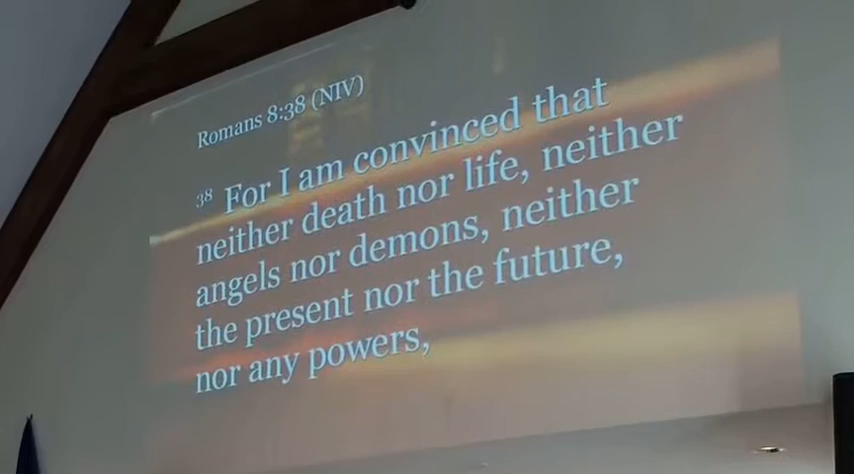 Romans 8:38 (NIV)
38 For I am convinced that
neither death nor life, neither
angels nor demons, neither
the present nor the future,
nor any powers,